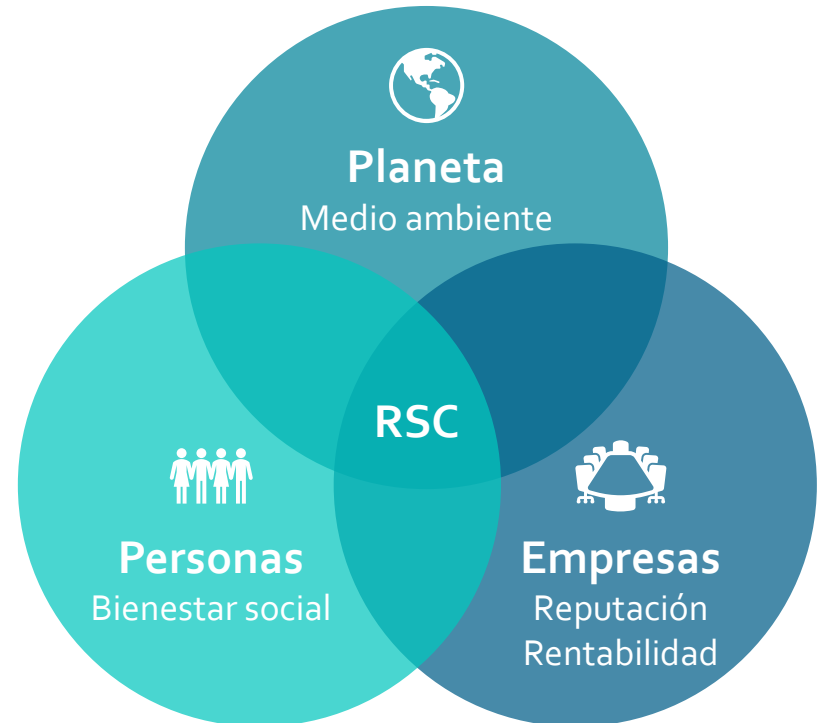 Planeta
Medio ambiente
RSC
Personas
Bienestar social
Empresas
Reputación
Rentabilidad